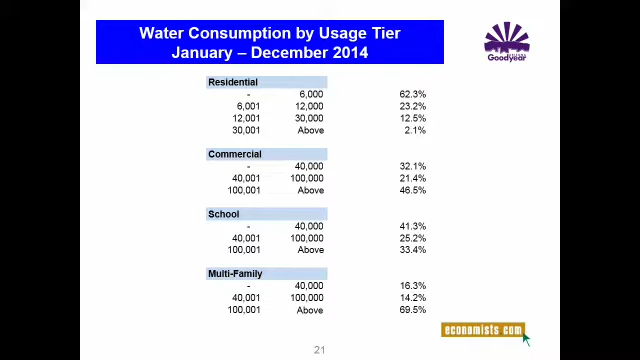 Water Consumption by Usage Tier
January – December 2014
Goodyear
Residential
- 6,000 62.3%
6,001 12,000 23.2%
12,001 30,000 12.5%
30,001 Above 2.1%
Commercial
- 40,000 32.1%
40,001 100,000 21.4%
100,001 Above 46.5%
School
- 40,000 41.3%
40,001 100,000 25.2%
100,001 Above 33.4%
Multi-Family
- 40,000 16.3%
40,001 100,000 14.2%
100,001 Above 69.5%
economists.com
21